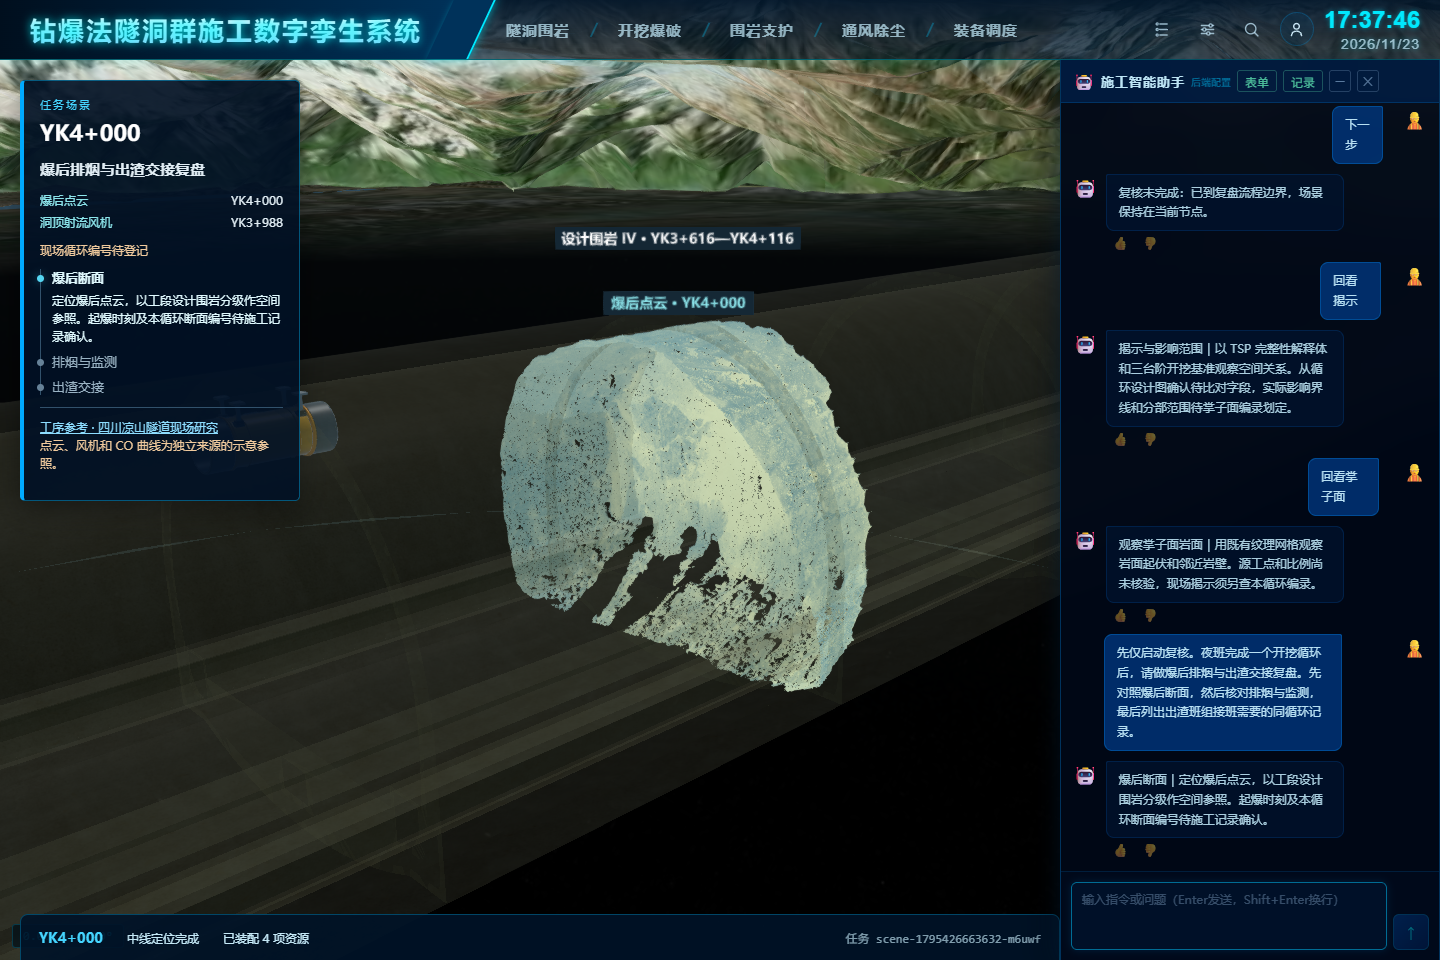 钻爆法隧洞群施工数字孪生系统
隧洞围岩 / 开挖爆破 / 围岩支护 / 通风除尘 / 装备调度
17:37:46
2026/11/23
任务场景
YK4+000
爆后排烟与出渣交接复盘
爆后点云 YK4+000
洞顶射流风机 YK3+988
现场循环编号待登记
爆后断面
定位爆后点云，以工段设计围岩分级作空间
参照。起爆时刻及本循环断面编号待施工记
录确认。
排烟与监测
出渣交接
工序参考 · 四川凉山隧道现场研究
点云、风机和 CO 曲线为独立来源的示意参
照。
设计围岩 IV · YK3+616—YK4+116
爆后点云 · YK4+000
施工智能助手 后端配置 表单 记录
下一
步
复核未完成：已到复盘流程边界，场景
保持在当前节点。
回看
揭示
揭示与影响范围 | 以 TSP 完整性解释体
和三台阶开挖基准观察空间关系。从循
环设计图确认待比对字段，实际影响界
线和分部范围待掌子面编录划定。
回看掌
子面
观察掌子面岩面 | 用既有纹理网格观察
岩面起伏和邻近岩壁。源工点和比例尚
未核验，现场揭示须另查本循环编录。
先仅启动复核。夜班完成一个开挖循环
后，请做爆后排烟与出渣交接复盘。先
对照爆后断面，然后核对排烟与监测，
最后列出出渣班组接班需要的同循环记
录。
爆后断面 | 定位爆后点云，以工段设计
围岩分级作空间参照。起爆时刻及本循
环断面编号待施工记录确认。
输入指令或问题（Enter发送，Shift+Enter换行）
YK4+000 中线定位完成 已装配 4 项资源 任务 scene-1795426663632-m6uwf